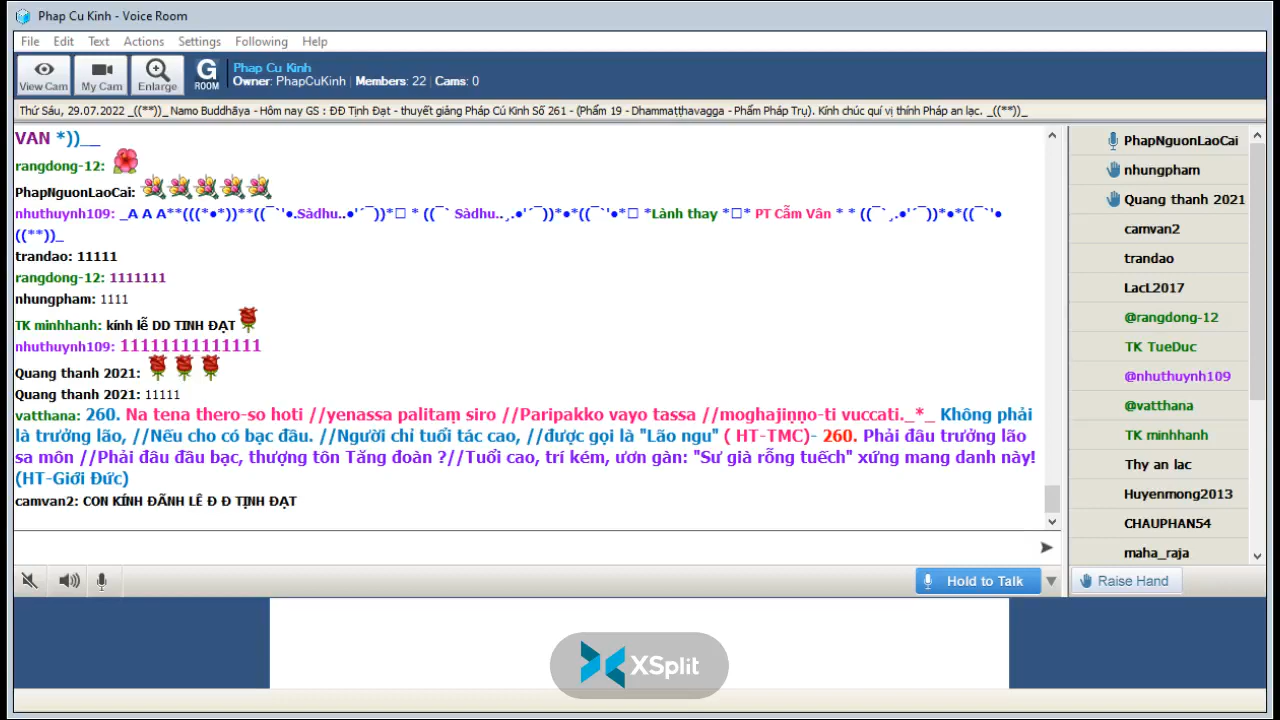 Phap Cu Kinh - Voice Room
File Edit Text Actions Settings Following Help
View Cam My Cam Enlarge G ROOM
Phap Cu Kinh
Owner: PhapCuKinh | Members: 22 | Cams: 0
Thứ Sáu, 29.07.2022 _((**))_ Namo Buddhāya - Hôm nay GS : ĐĐ Tịnh Đạt - thuyết giảng Pháp Cú Kinh Số 261 - (Phẩm 19 - Dhammaṭṭhavagga - Phẩm Pháp Trụ). Kính chúc quí vị thính Pháp an lạc. _((**))_
VAN *))__
rangdong-12:
PhapNguonLaoCai:
nhuthuynh109: _A A A**(((*●*))**((¯`'●.Sàdhu..●'´¯))*□ * ((¯` Sàdhu..¸.●'´¯))*●*((¯`'●*□ *Lành thay *□* PT Cẩm Vân * * ((¯`¸.●'´¯))*●*((¯`'●
((**))_
trandao: 11111
rangdong-12: 1111111
nhungpham: 1111
TK minhhanh: kính lễ DD TINH ĐẠT
nhuthuynh109: 11111111111111
Quang thanh 2021:
Quang thanh 2021: 11111
vatthana: 260. Na tena thero-so hoti //yenassa palitaṃ siro //Paripakko vayo tassa //moghajiṇṇo-ti vuccati._*_ Không phải
là trưởng lão, //Nếu cho có bạc đầu. //Người chỉ tuổi tác cao, //được gọi là "Lão ngu" ( HT-TMC)- 260. Phải đâu trưởng lão
sa môn //Phải đâu đầu bạc, thượng tôn Tăng đoàn ?//Tuổi cao, trí kém, ươn gàn: "Sư già rỗng tuếch" xứng mang danh này!
(HT-Giới Đức)
camvan2: CON KÍNH ĐÃNH LÊ Đ Đ TỊNH ĐẠT
Hold to Talk
PhapNguonLaoCai
nhungpham
Quang thanh 2021
camvan2
trandao
LacL2017
@rangdong-12
TK TueDuc
@nhuthuynh109
@vatthana
TK minhhanh
Thy an lac
Huyenmong2013
CHAUPHAN54
maha_raja
Raise Hand
XSplit